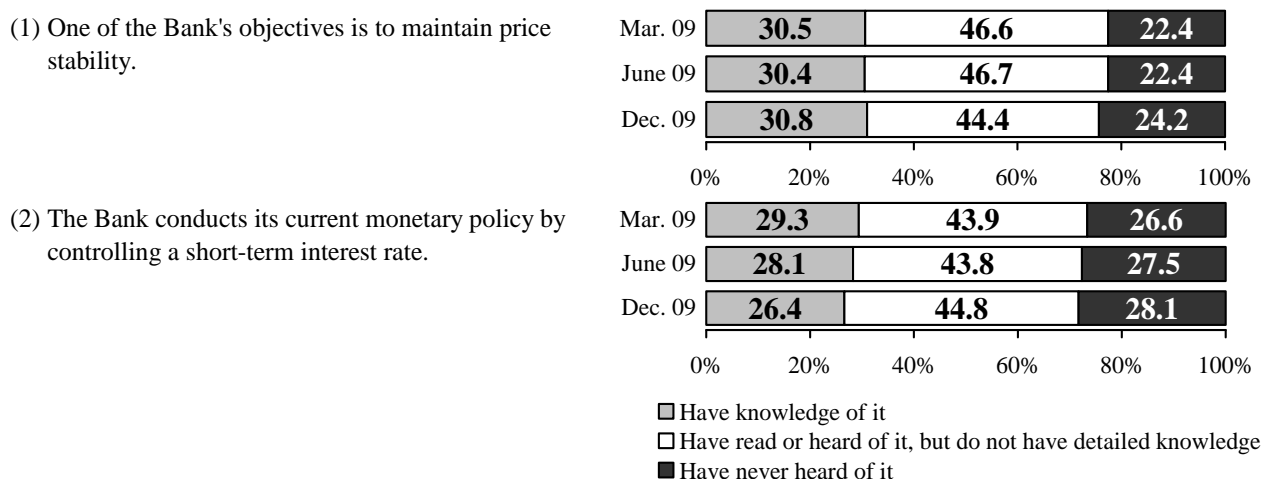 (1) One of the Bank's objectives is to maintain price
stability.
Mar. 09 30.5 46.6 22.4
June 09 30.4 46.7 22.4
Dec. 09 30.8 44.4 24.2
0% 20% 40% 60% 80% 100%
(2) The Bank conducts its current monetary policy by
controlling a short-term interest rate.
Mar. 09 29.3 43.9 26.6
June 09 28.1 43.8 27.5
Dec. 09 26.4 44.8 28.1
0% 20% 40% 60% 80% 100%
Have knowledge of it
Have read or heard of it, but do not have detailed knowledge
Have never heard of it